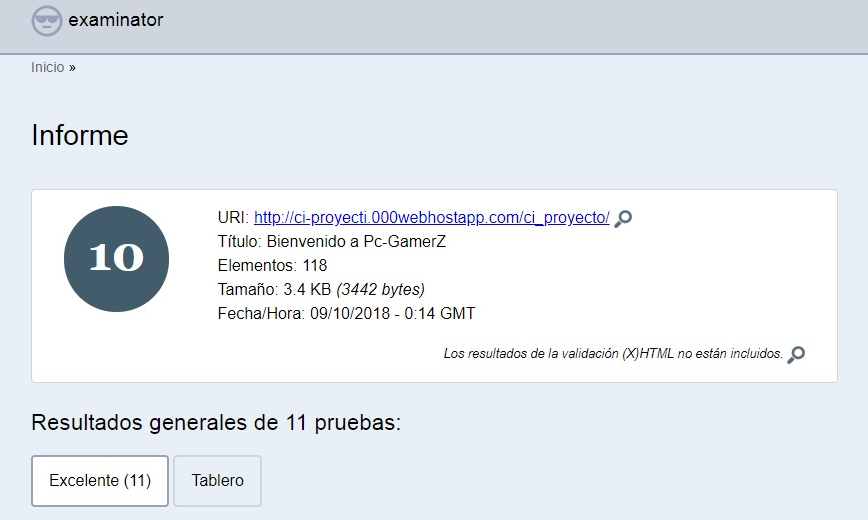 examinator
Inicio »
Informe
10
URI: http://ci-proyecti.000webhostapp.com/ci_proyecto/
Título: Bienvenido a Pc-GamerZ
Elementos: 118
Tamaño: 3.4 KB (3442 bytes)
Fecha/Hora: 09/10/2018 - 0:14 GMT
Los resultados de la validación (X)HTML no están incluidos.
Resultados generales de 11 pruebas:
Excelente (11) Tablero